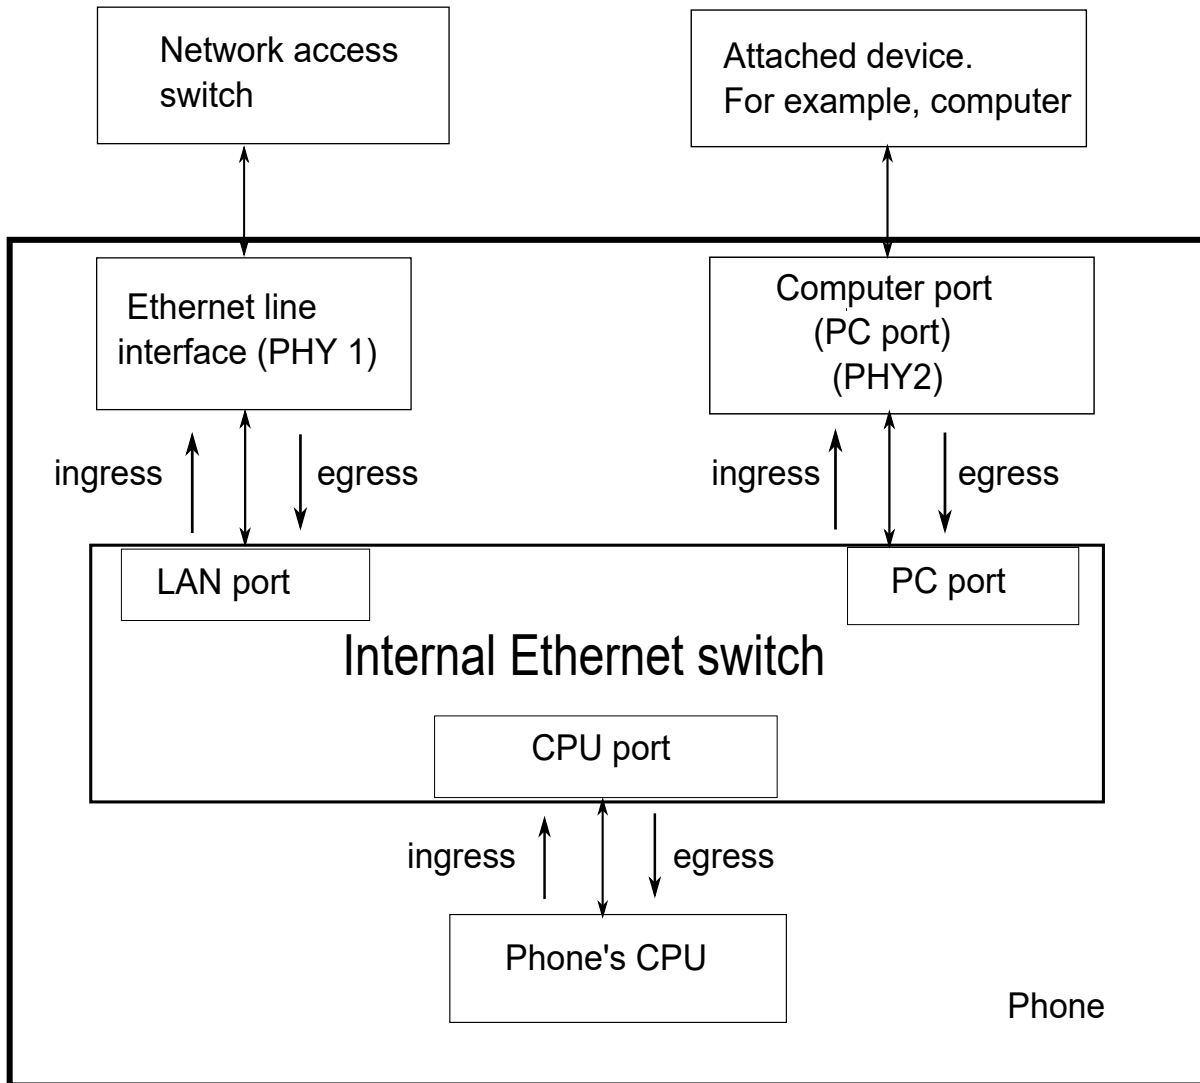 Network access
switch
Attached device.
For example, computer
Ethernet line
interface (PHY 1)
Computer port
(PC port)
(PHY2)
ingress
egress
ingress
egress
LAN port
PC port
Internal Ethernet switch
CPU port
ingress
egress
Phone's CPU
Phone